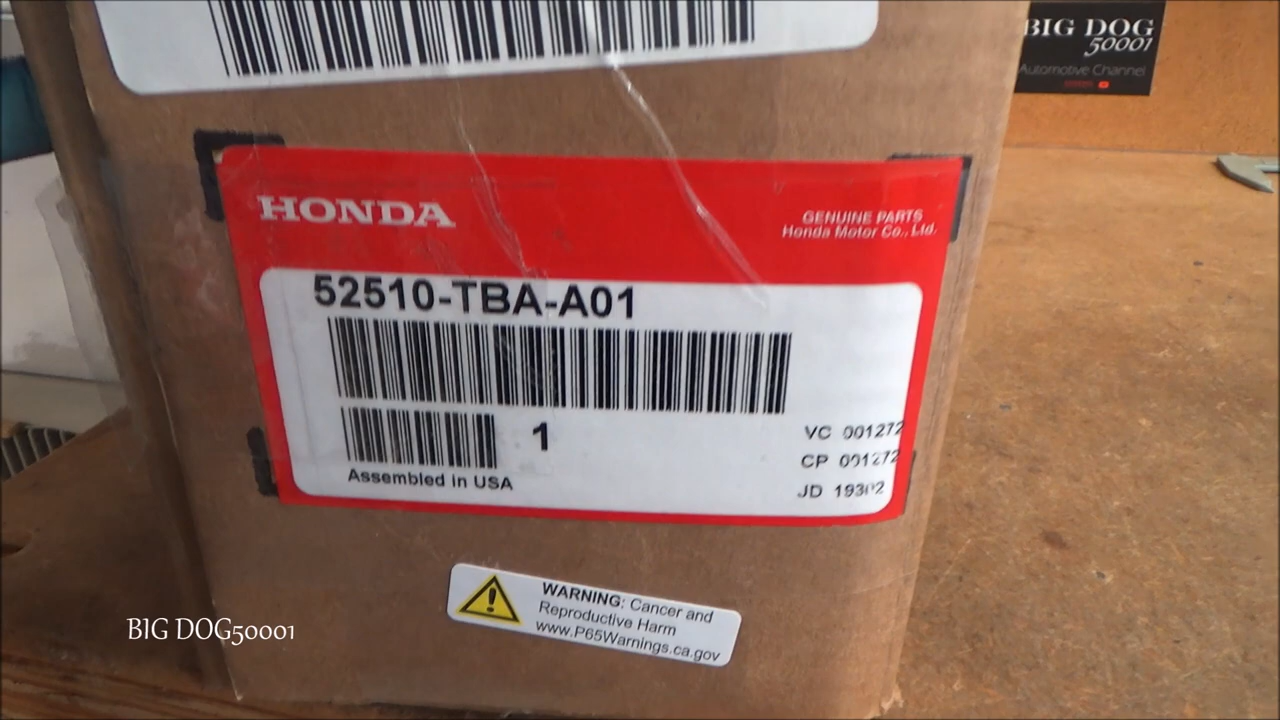 BIG DOG
50001
Automotive Channel
HONDA
GENUINE PARTS
Honda Motor Co., Ltd.
52510-TBA-A01
1
VC 001272
CP 001272
JD 19302
Assembled in USA
WARNING: Cancer and
Reproductive Harm
www.P65Warnings.ca.gov
BIG DOG50001